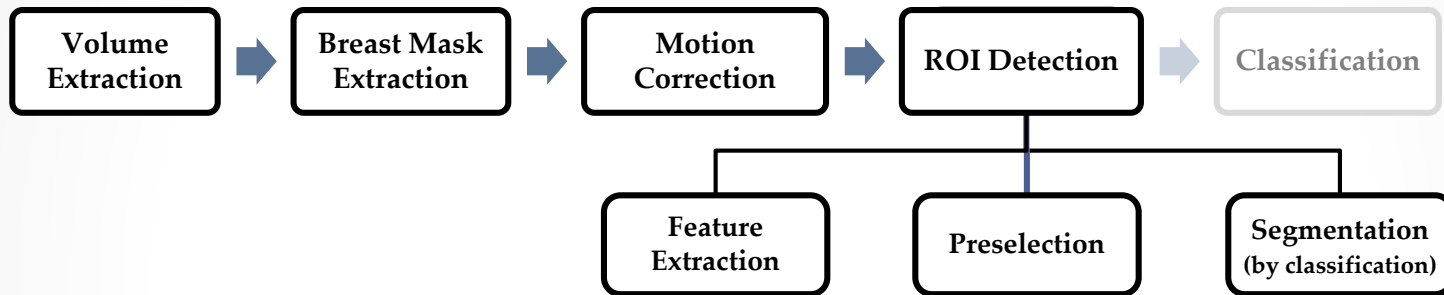 Volume
Extraction
Breast Mask
Extraction
Motion
Correction
ROI Detection
Classification
Feature
Extraction
Preselection
Segmentation
(by classification)